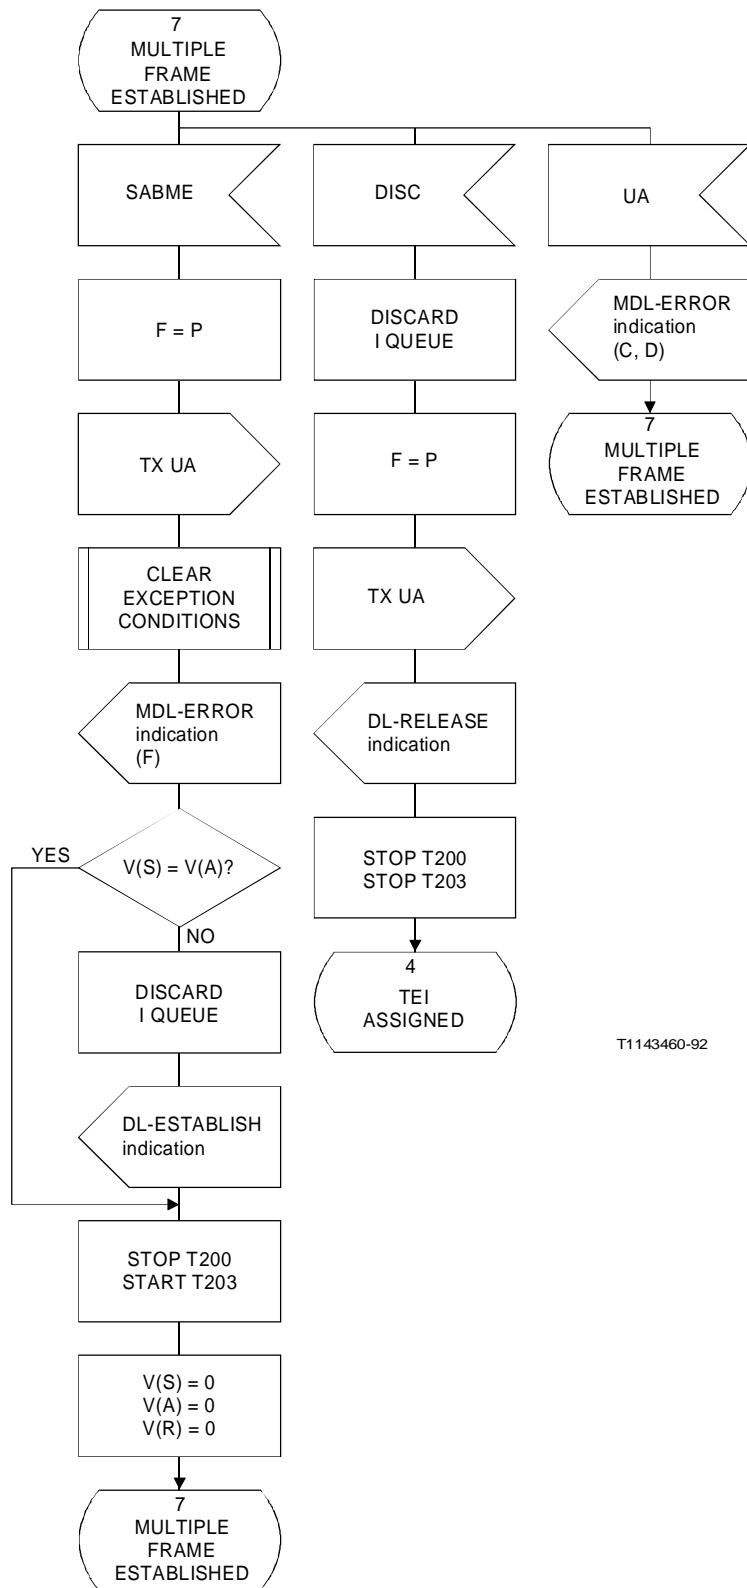 7
MULTIPLE
FRAME
ESTABLISHED
SABME
F = P
TX UA
CLEAR
EXCEPTION
CONDITIONS
MDL-ERROR
indication
(F)
V(S) = V(A)?
YES
NO
DISCARD
I QUEUE
DL-ESTABLISH
indication
STOP T200
START T203
V(S) = 0
V(A) = 0
V(R) = 0
7
MULTIPLE
FRAME
ESTABLISHED
DISC
DISCARD
I QUEUE
F = P
TX UA
DL-RELEASE
indication
STOP T200
STOP T203
4
TEI
ASSIGNED
UA
MDL-ERROR
indication
(C, D)
7
MULTIPLE
FRAME
ESTABLISHED
T1143460-92